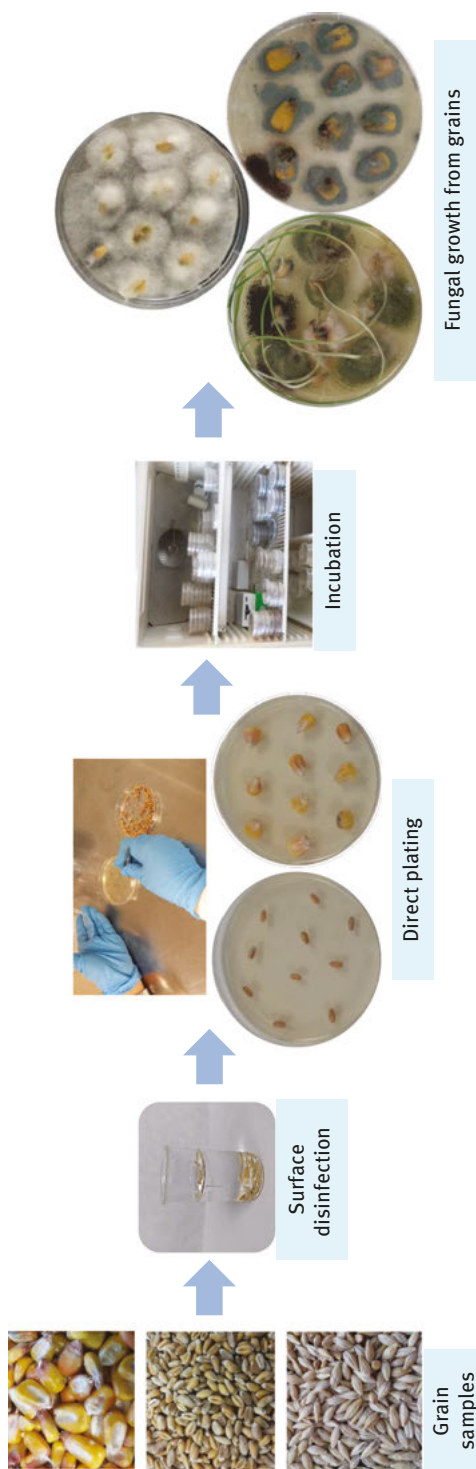 Grain
samples
Surface
disinfection
Direct plating
Incubation
Fungal growth from grains